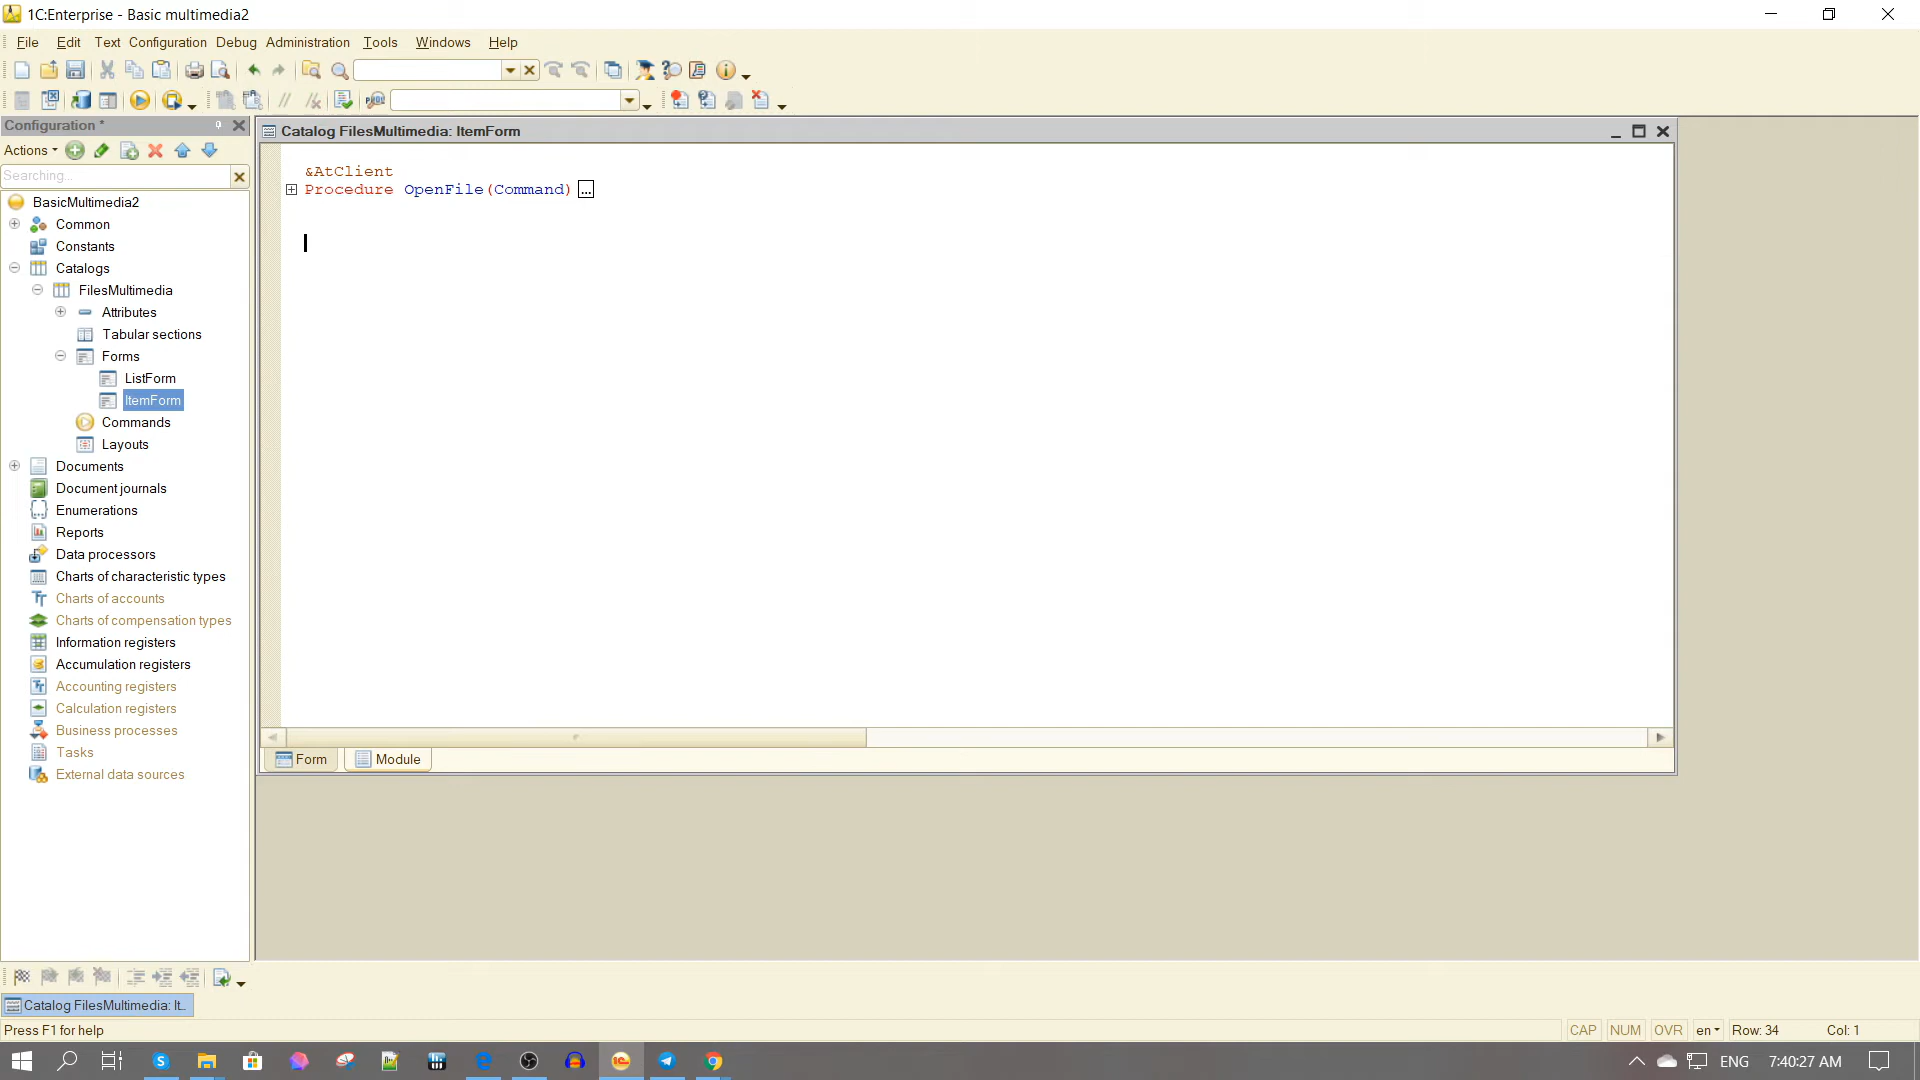 1C:Enterprise - Basic multimedia2
File Edit Text Configuration Debug Administration Tools Windows Help
Configuration *
Actions
Searching...
BasicMultimedia2
Common
Constants
Catalogs
FilesMultimedia
Attributes
Tabular sections
Forms
ListForm
ItemForm
Commands
Layouts
Documents
Document journals
Enumerations
Reports
Data processors
Charts of characteristic types
Charts of accounts
Charts of compensation types
Information registers
Accumulation registers
Accounting registers
Calculation registers
Business processes
Tasks
External data sources
Catalog FilesMultimedia: ItemForm
&AtClient
Procedure OpenFile(Command) ...
Form Module
Catalog FilesMultimedia: It..
Press F1 for help
CAP NUM OVR en Row: 34 Col: 1
ENG 7:40:27 AM